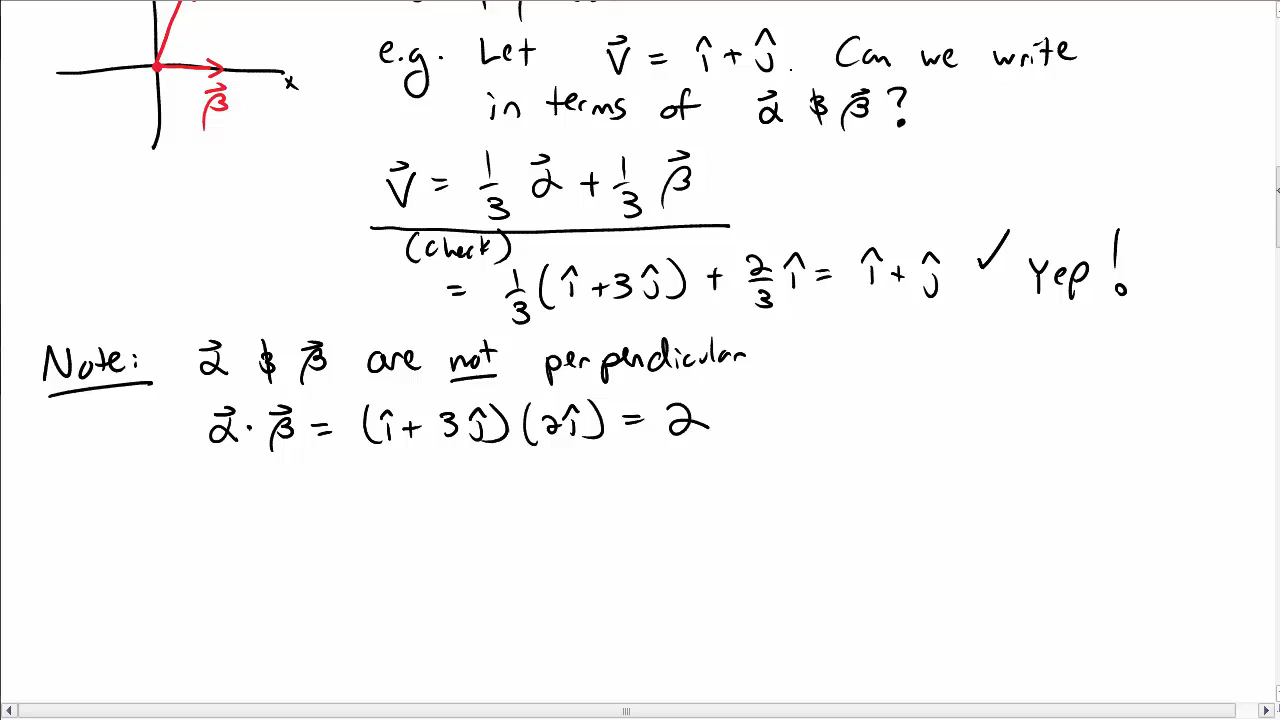 e.g. Let v⃗ = î + ĵ. Can we write
in terms of α⃗ & β⃗?
x
β⃗
v⃗ = 1/3 α⃗ + 1/3 β⃗
(check)
= 1/3 (î + 3ĵ) + 2/3 î = î + ĵ ✓ Yep!
Note: α⃗ & β⃗ are not perpendicular
α⃗ · β⃗ = (î + 3ĵ)(2î) = 2